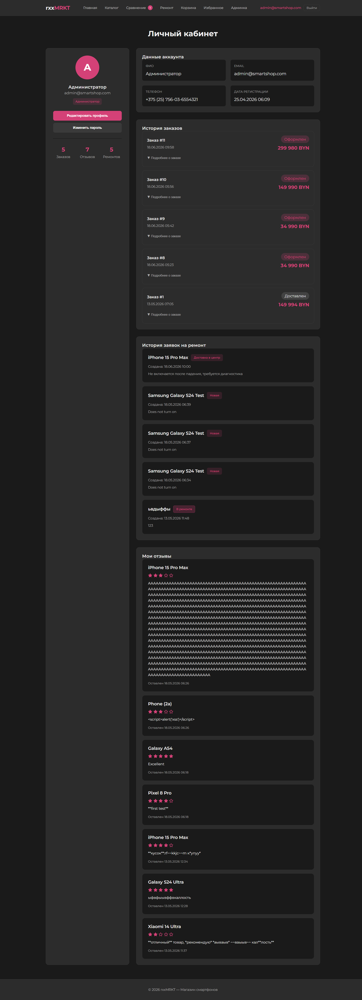 rxxMRKT Главная Каталог Сравнение 1 Ремонт Корзина Избранное Админка admin@smartshop.com Выйти
Личный кабинет
А
Администратор
admin@smartshop.com
Администратор
Редактировать профиль
Изменить пароль
5 7 5
Заказов Отзывов Ремонтов
Данные аккаунта
ФИО
Администратор
EMAIL
admin@smartshop.com
ТЕЛЕФОН
+375 (25) 756-03-6554321
ДАТА РЕГИСТРАЦИИ
25.04.2026 06:09
История заказов
Заказ #11
18.06.2026 09:58
Оформлен
299 980 BYN
▼ Подробнее о заказе
Заказ #10
18.06.2026 05:56
Оформлен
149 990 BYN
▼ Подробнее о заказе
Заказ #9
18.06.2026 05:42
Оформлен
34 990 BYN
▼ Подробнее о заказе
Заказ #8
18.06.2026 05:23
Оформлен
34 990 BYN
▼ Подробнее о заказе
Заказ #1
13.05.2026 07:05
Доставлен
149 994 BYN
▼ Подробнее о заказе
История заявок на ремонт
iPhone 15 Pro Max Доставка в центр
Создана: 18.06.2026 10:00
Не включается после падения, требуется диагностика
Samsung Galaxy S24 Test Новая
Создана: 18.05.2026 06:39
Does not turn on
Samsung Galaxy S24 Test Новая
Создана: 18.05.2026 06:37
Does not turn on
Samsung Galaxy S24 Test Новая
Создана: 18.05.2026 06:34
Does not turn on
ьвдыффы В ремонте
Создана: 13.05.2026 11:48
123
Мои отзывы
iPhone 15 Pro Max
★★★☆☆
Оставлен 18.05.2026 06:26
Phone (2a)
★★★☆☆
&lt;script&gt;alert('xss')&lt;/script&gt;
Оставлен 18.05.2026 06:26
Galaxy A54
★★★★★
Excellent
Оставлен 18.05.2026 06:18
Pixel 8 Pro
★★★★☆
**first test**
Оставлен 18.05.2026 06:18
iPhone 15 Pro Max
★★★★☆
**кусок**:rf~~kkjc~~m к*упуу*
Оставлен 13.05.2026 12:34
Galaxy S24 Ultra
★★★★★
ыфвфыывффвкаллость
Оставлен 13.05.2026 12:28
Xiaomi 14 Ultra
★★☆☆☆
**отличный** товар, *рекомендую* *аываыв* ~~ваыыв~~ кал**лость**
Оставлен 13.05.2026 11:37
© 2026 rxxMRKT — Магазин смартфонов